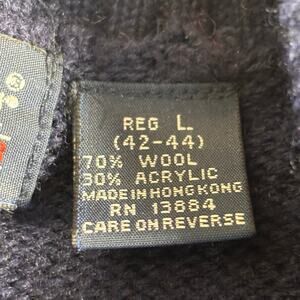 REG L
(42-44)
70% WOOL
30% ACRYLIC
MADE IN HONG KONG
RN 13884
CARE ON REVERSE